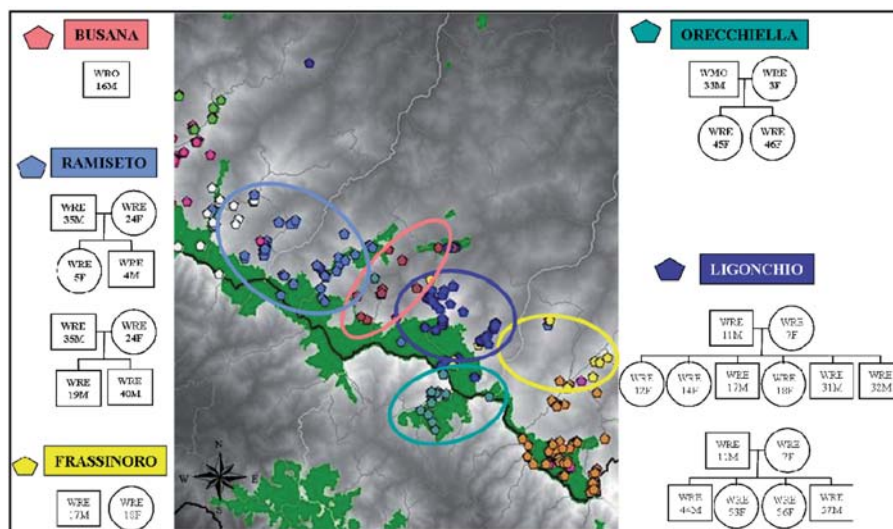 BUSANA
WRO
16M
RAMISETO
WRE
35M
WRE
24F
WRE
5F
WRE
4M
WRE
35M
WRE
24F
WRE
19M
WRE
40M
FRASSINORO
WRE
17M
WRE
18F
N
W E
S
ORECCHIELLA
WMO
33M
WRE
3F
WRE
45F
WRE
46F
LIGONCHIO
WRE
11M
WRE
7F
WRE
12F
WRE
14F
WRE
17M
WRE
18F
WRE
31M
WRE
32M
WRE
11M
WRE
7F
WRE
44M
WRE
53F
WRE
56F
WRE
57M